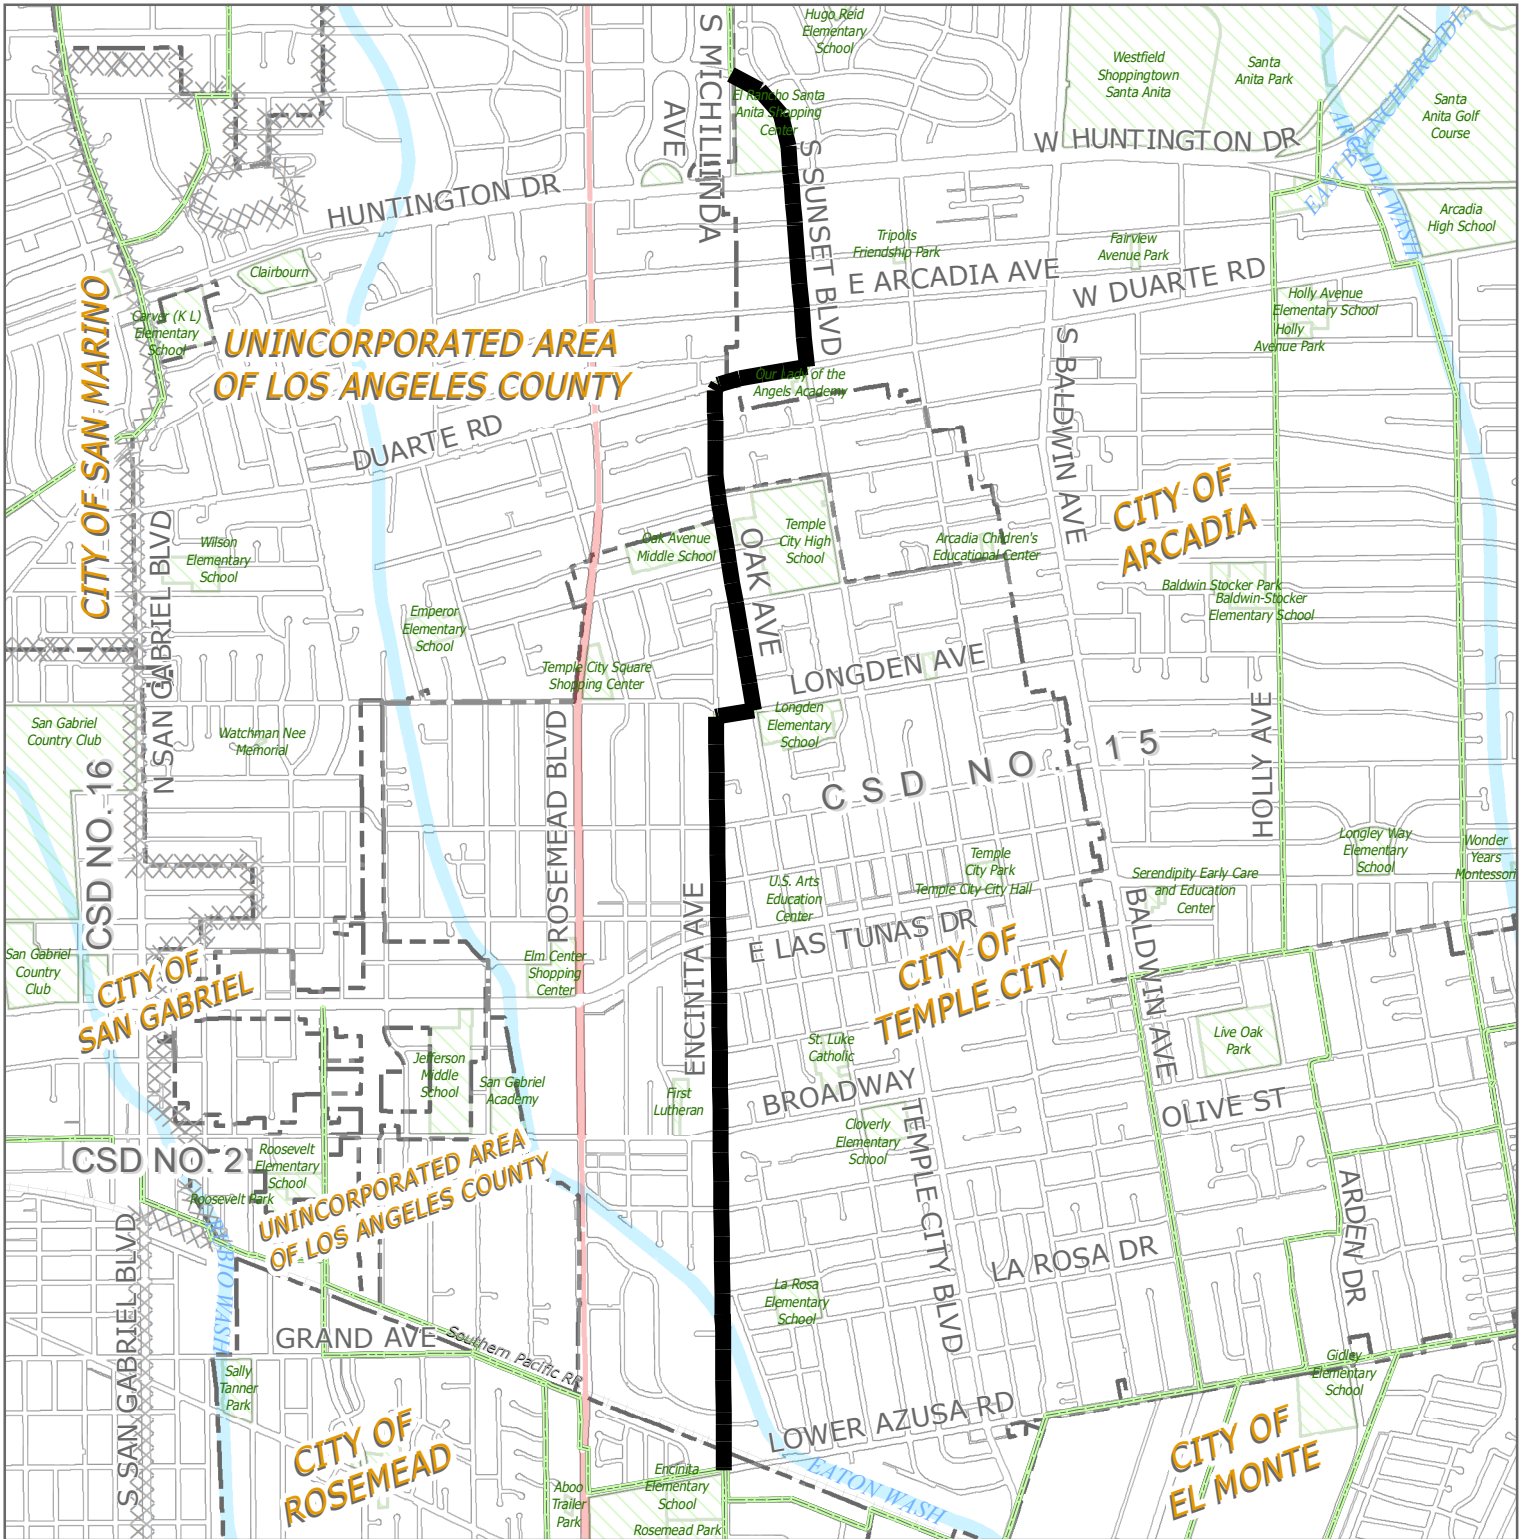 Hugo Reid
Elementary
School
S MICHILLINDA
AVE
El Rancho Santa
Anita Shopping
Center
Westfield
Shoppingtown
Santa Anita
Santa
Anita Park
Santa
Anita Golf
Course
EAST BRANCH ARCADIA
ARCADIA WASH
W HUNTINGTON DR
HUNTINGTON DR
S SUNSET BLVD
Arcadia
High School
Tripolis
Friendship Park
Fairview
Avenue Park
Clairbourn
E ARCADIA AVE
W DUARTE RD
Holly Avenue
Elementary School
Holly
Avenue Park
Carver (K L)
Elementary
School
CITY OF SAN MARINO
UNINCORPORATED AREA
OF LOS ANGELES COUNTY
Our Lady of the
Angels Academy
S BALDWIN AVE
DUARTE RD
CITY OF
ARCADIA
N SAN GABRIEL BLVD
Wilson
Elementary
School
Oak Avenue
Middle School
OAK AVE
Temple
City High
School
Arcadia Children's
Educational Center
Baldwin Stocker Park
Baldwin-Stocker
Elementary School
Emperor
Elementary
School
Temple City Square
Shopping Center
LONGDEN AVE
Longden
Elementary
School
San Gabriel
Country Club
Watchman Nee
Memorial
ROSEMEAD BLVD
HOLLY AVE
CSD NO. 15
CSD NO. 16
Longley Way
Elementary
School
Wonder
Years
Montessori
U.S. Arts
Education
Center
Temple
City Park
Temple City City Hall
Serendipity Early Care
and Education
Center
ENCINITA AVE
E LAS TUNAS DR
BALDWIN AVE
San Gabriel
Country
Club
CITY OF
SAN GABRIEL
Elm Center
Shopping
Center
CITY OF
TEMPLE CITY
Jefferson
Middle
School
San Gabriel
Academy
First
Lutheran
St. Luke
Catholic
Live Oak
Park
BROADWAY
OLIVE ST
Cloverly
Elementary
School
TEMPLE CITY BLVD
CSD NO. 2
Roosevelt
Elementary
School
Roosevelt Park
UNINCORPORATED AREA
OF LOS ANGELES COUNTY
ARDEN DR
LA ROSA DR
La Rosa
Elementary
School
RUBIO WASH
S SAN GABRIEL BLVD
GRAND AVE
Southern Pacific RR
Sally
Tanner
Park
Gidley
Elementary
School
CITY OF
ROSEMEAD
LOWER AZUSA RD
CITY OF
EL MONTE
Encinita
Elementary
School
Aboo
Trailer
Park
Rosemead Park
EATON WASH